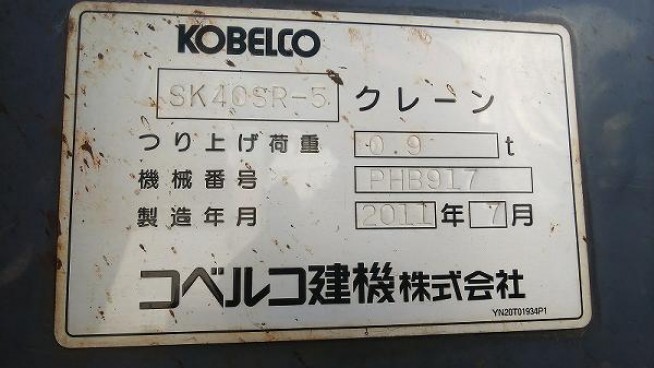 KOBELCO
SK40SR-5 クレーン
つり上げ荷重 0.9 t
機械番号 PHB917
製造年月 2011年 7月
コベルコ建機株式会社
YN20T01934P1